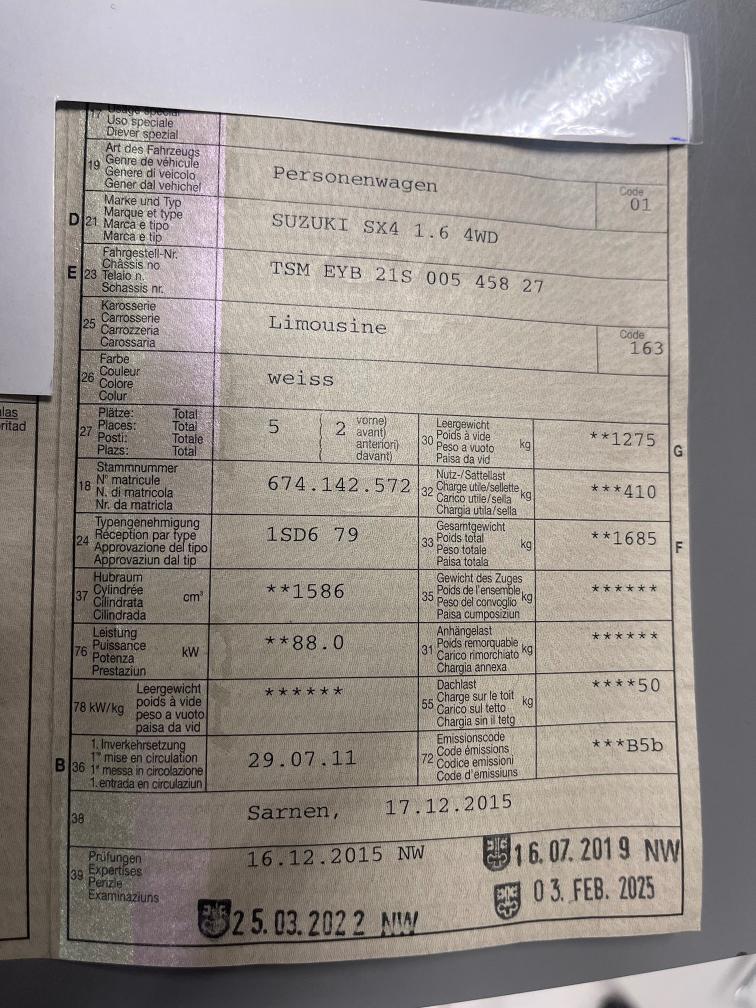 17 Usage spécial
Uso speciale
Diever spezial
19 Art des Fahrzeugs
Genre de véhicule
Genere di veicolo
Gener dal vehichel
Personenwagen
Code
01
D 21 Marke und Typ
Marque et type
Marca e tipo
Marca e tip
SUZUKI SX4 1.6 4WD
E 23 Fahrgestell-Nr.
Châssis no
Telaio n.
Schassis nr.
TSM EYB 21S 005 458 27
25 Karosserie
Carrosserie
Carrozzeria
Carossaria
Limousine
Code
163
26 Farbe
Couleur
Colore
Colur
weiss
27 Plätze: Total
Places: Total
Posti: Totale
Plazs: Total
5
2 vorne)
avant)
anteriori)
davant)
30 Leergewicht
Poids à vide
Peso a vuoto kg
Paisa da vid
**1275
G
18 Stammnummer
N° matricule
N. di matricola
Nr. da matricla
674.142.572
32 Nutz-/Sattellast
Charge utile/sellette kg
Carico utile/sella
Chargia utila/sella
***410
24 Typengenehmigung
Réception par type
Approvazione del tipo
Approvaziun dal tip
1SD6 79
33 Gesamtgewicht
Poids total
Peso totale kg
Paisa totala
**1685
F
37 Hubraum
Cylindrée
Cilindrata cm³
Cilindrada
**1586
35 Gewicht des Zuges
Poids de l'ensemble kg
Peso del convoglio
Paisa cumposiziun
******
76 Leistung
Puissance
Potenza kW
Prestaziun
**88.0
31 Anhängelast
Poids remorquable
Carico rimorchiato kg
Chargia annexa
******
78 kW/kg Leergewicht
poids à vide
peso a vuoto
paisa da vid
******
55 Dachlast
Charge sur le toit kg
Carico sul tetto
Chargia sin il tetg
****50
B 36 1. Inverkehrsetzung
1re mise en circulation
1a messa in circolazione
1. entrada en circulaziun
29.07.11
72 Emissionscode
Code émissions
Codice emissioni
Code d'emissiuns
***B5b
38
Sarnen, 17.12.2015
39 Prüfungen
Expertises
Perizie
Examinaziuns
16.12.2015 NW
16.07.2019 NW
03. FEB. 2025
25.03.2022 NW